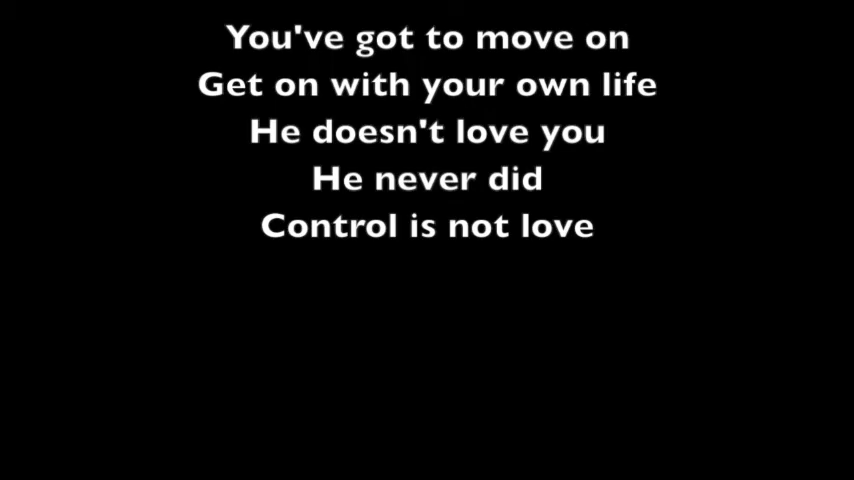 You've got to move on
Get on with your own life
He doesn't love you
He never did
Control is not love